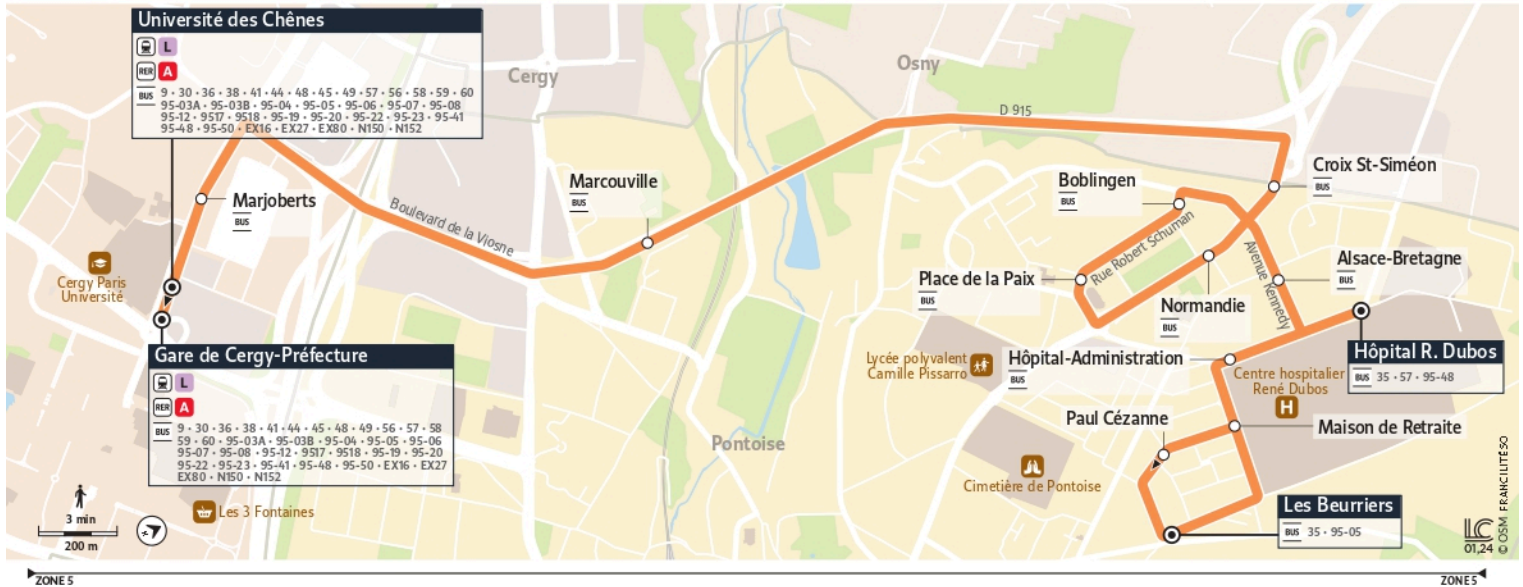 Université des Chênes
L
RER A
BUS 9 • 30 • 36 • 38 • 41 • 44 • 48 • 45 • 49 • 57 • 56 • 58 • 59 • 60
95-03A • 95-03B • 95-04 • 95-05 • 95-06 • 95-07 • 95-08
95-12 • 9517 • 9518 • 95-19 • 95-20 • 95-22 • 95-23 • 95-41
95-48 • 95-50 • EX16 • EX27 • EX80 • N150 • N152
Cergy
Osny
D 915
Marjoberts
BUS
Boulevard de la Viosne
Marcouville
BUS
Boblingen
BUS
Croix St-Siméon
BUS
Cergy Paris
Université
Place de la Paix
BUS
Rue Robert Schuman
Avenue Kennedy
Normandie
BUS
Alsace-Bretagne
BUS
Gare de Cergy-Préfecture
L
RER A
BUS 9 • 30 • 36 • 38 • 41 • 44 • 45 • 48 • 49 • 56 • 57 • 58
59 • 60 • 95-03A • 95-03B • 95-04 • 95-05 • 95-06
95-07 • 95-08 • 95-12 • 9517 • 9518 • 95-19 • 95-20
95-22 • 95-23 • 95-41 • 95-48 • 95-50 • EX16 • EX27
EX80 • N150 • N152
Lycée polyvalent
Camille Pissarro
Hôpital-Administration
BUS
Centre hospitalier
René Dubos
H
Hôpital R. Dubos
BUS 35 • 57 • 95-48
Paul Cézanne
Maison de Retraite
Pontoise
Cimetière de Pontoise
Les Beurriers
BUS 35 • 95-05
Les 3 Fontaines
3 min
200 m
LC
01,24
© OSM FRANCILITÉ SO
ZONE 5
ZONE 5